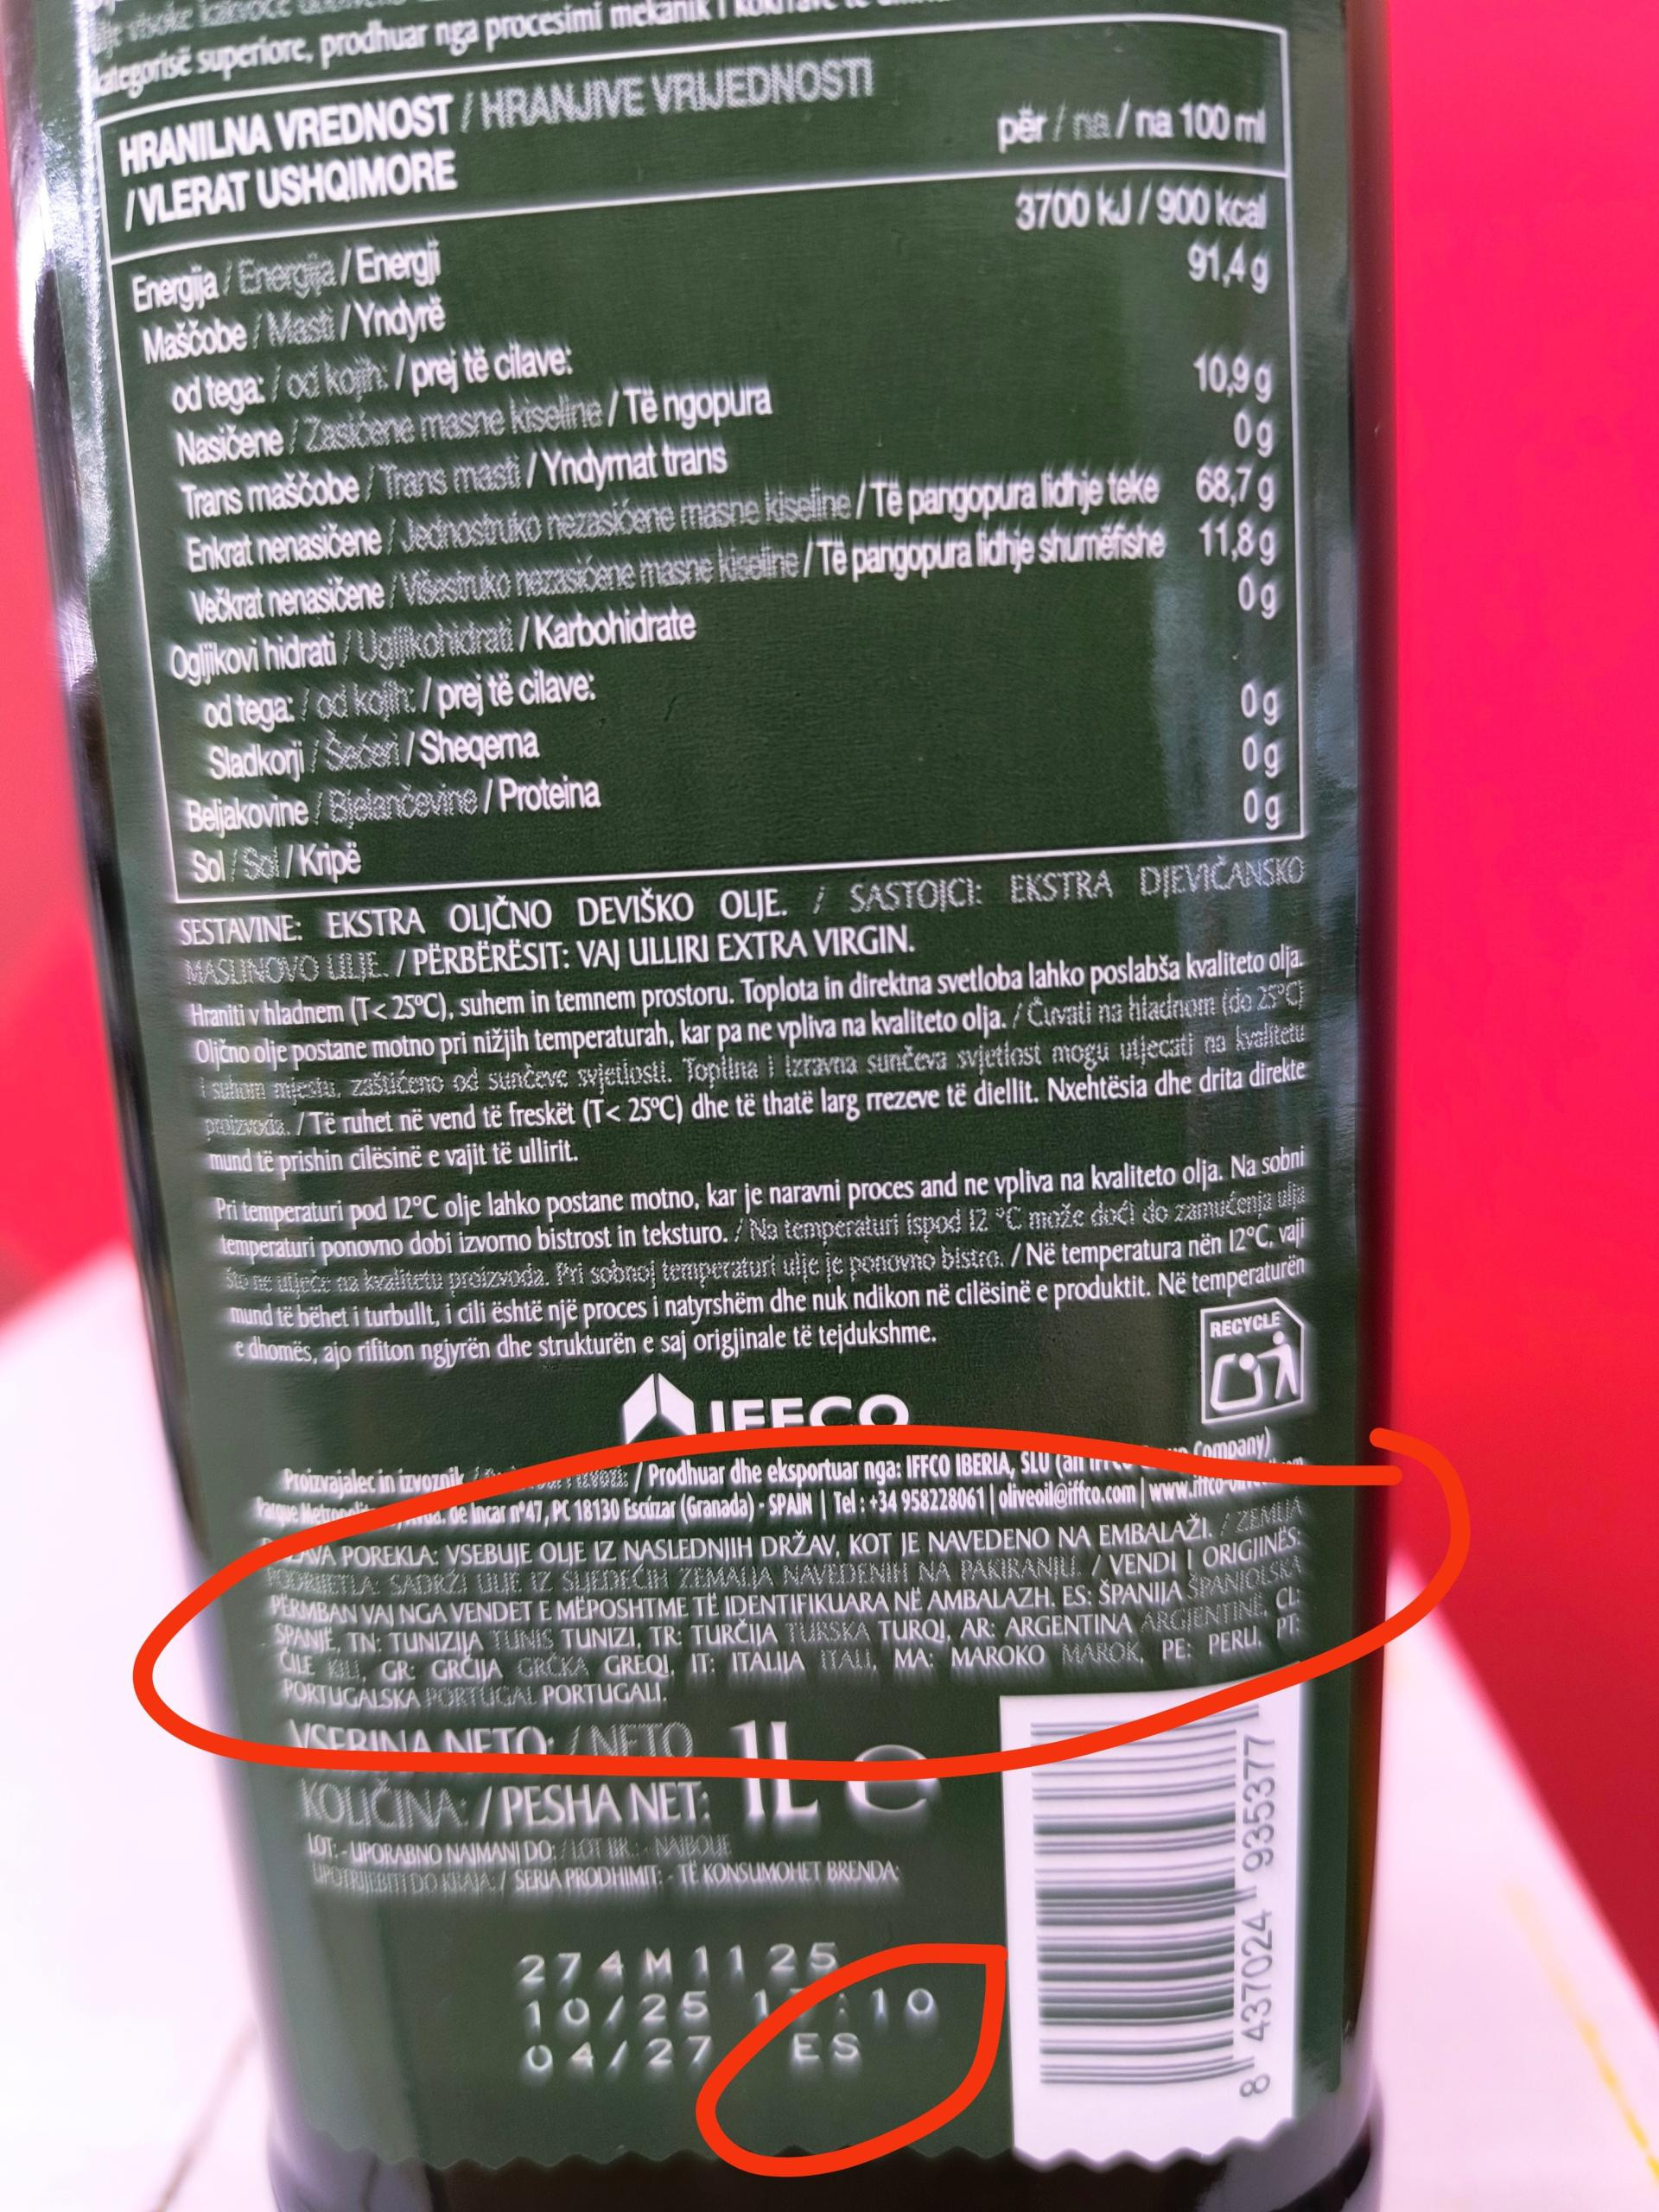 kategorisë superiore, prodhuar nga procesimi mekanik i
HRANILNA VREDNOST / HRANJIVE VRIJEDNOSTI
/ VLERAT USHQIMORE
për / na / na 100 ml
Energija / Energija / Energji 3700 kJ / 900 kcal
Maščobe / Masti / Yndyrë 91,4 g
od tega: / od kojih: / prej të cilave:
Nasičene / Zasićene masne kiseline / Të ngopura 10,9 g
Trans maščobe / Trans masti / Yndyrnat trans 0 g
Enkrat nenasičene / Jednostruko nezasićene masne kiseline / Të pangopura lidhje teke 68,7 g
Večkrat nenasičene / Višestruko nezasićene masne kiseline / Të pangopura lidhje shumëfishe 11,8 g
Ogljikovi hidrati / Ugljikohidrati / Karbohidrate 0 g
od tega: / od kojih: / prej të cilave:
Sladkorji / Šećeri / Sheqerna 0 g
Beljakovine / Bjelančevine / Proteina 0 g
Sol / Sol / Kripë 0 g
SESTAVINE: EKSTRA OLJČNO DEVIŠKO OLJE. / SASTOJCI: EKSTRA DJEVIČANSKO
MASLINOVO ULJE. / PËRBËRËSIT: VAJ ULLIRI EXTRA VIRGIN.
Hraniti v hladnem (T< 25°C), suhem in temnem prostoru. Toplota in direktna svetloba lahko poslabša kvaliteto olja.
Oljčno olje postane motno pri nižjih temperaturah, kar pa ne vpliva na kvaliteto olja. / Čuvati na hladnom (do 25°C)
i suhom mjestu, zaštićeno od sunčeve svjetlosti. Toplina i izravna sunčeva svjetlost mogu utjecati na kvalitetu
proizvoda. / Të ruhet në vend të freskët (T< 25°C) dhe të thatë larg rrezeve të diellit. Nxehtësia dhe drita direkte
mund të prishin cilësinë e vajit të ullirit.
Pri temperaturi pod 12°C olje lahko postane motno, kar je naravni proces and ne vpliva na kvaliteto olja. Na sobni
temperaturi ponovno dobi izvorno bistrost in teksturo. / Na temperaturi ispod 12 °C može doći do zamućenja ulja
što ne utječe na kvalitetu proizvoda. Pri sobnoj temperaturi ulje je ponovno bistro. / Në temperatura nën 12°C, vaji
mund të bëhet i turbullt, i cili është një proces i natyrshëm dhe nuk ndikon në cilësinë e produktit. Në temperaturën
e dhomës, ajo rifiton ngjyrën dhe strukturën e saj origjinale të tejdukshme.
RECYCLE
IFFCO
Proizvajalec in izvoznik / Prodhuar dhe eksportuar nga: IFFCO IBERIA, SLU (an Company)
Parque de Incar nº47, PC 18130 Escúzar (Granada) - SPAIN | Tel : +34 958228061 | oliveoil@iffco.com |
POREKLA: VSEBUJE OLJE IZ NASLEDNJIH DRŽAV, KOT JE NAVEDENO NA EMBALAŽI. / ZEMLJA
PODRIJETLA: SADRŽI ULJE IZ SLJEDEĆIH ZEMALJA NAVEDENIH NA PAKIRANJU. / VENDI I ORIGJINËS:
PËRMBAN VAJ NGA VENDET E MËPOSHTME TË IDENTIFIKUARA NË AMBALAZH. ES: ŠPANIJA ŠPANJOLSKA
SPANJË, TN: TUNIZIJA TUNIS TUNIZI, TR: TURČIJA TURSKA TURQI, AR: ARGENTINA ARGJENTINË, CL:
ČILE KILI, GR: GRČIJA GRČKA GREQI, IT: ITALIJA ITALI, MA: MAROKO MAROK, PE: PERU, PT:
PORTUGALSKA PORTUGAL PORTUGALI.
VSEBINA NETO: / NETO
KOLIČINA: / PESHA NET: 1L e
LOT: - UPORABNO NAJMANJ DO: / LOT BR.: - NAJBOLJE
UPOTRIJEBITI DO KRAJA: / SERIA PRODHIMIT: - TË KONSUMOHET BRENDA:
274M1125
10/25 :10
04/27 ES
8 437024 935377